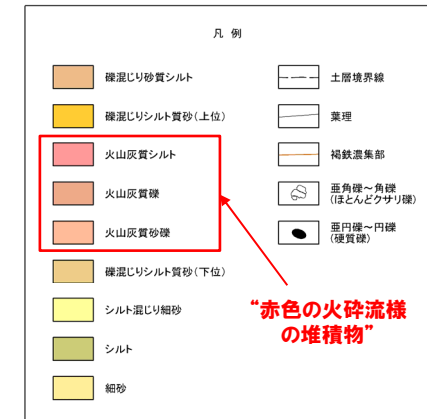 凡 例
礫混じり砂質シルト
礫混じりシルト質砂(上位)
火山灰質シルト
火山灰質礫
火山灰質砂礫
礫混じりシルト質砂(下位)
シルト混じり細砂
シルト
細砂
土層境界線
葉理
褐鉄濃集部
亜角礫~角礫
(ほとんどクサリ礫)
亜円礫~円礫
(硬質礫)
“赤色の火砕流様
の堆積物”